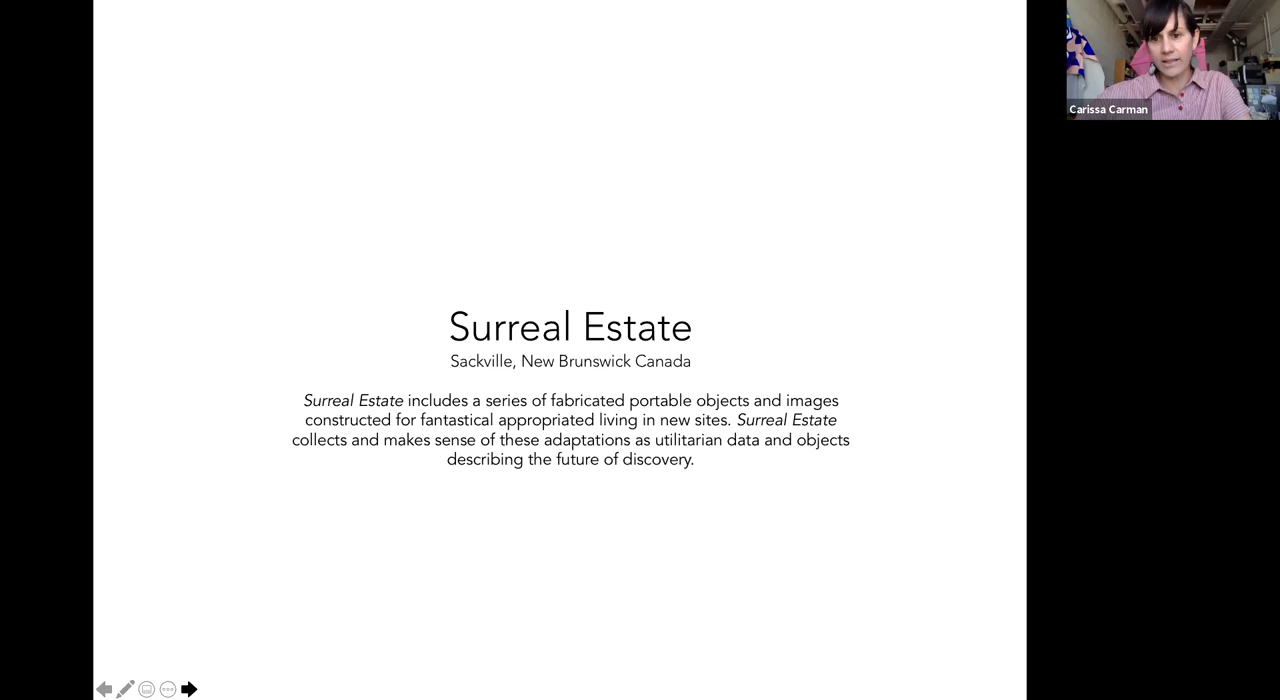 Surreal Estate
Sackville, New Brunswick Canada
Surreal Estate includes a series of fabricated portable objects and images
constructed for fantastical appropriated living in new sites. Surreal Estate
collects and makes sense of these adaptations as utilitarian data and objects
describing the future of discovery.
Carissa Carman